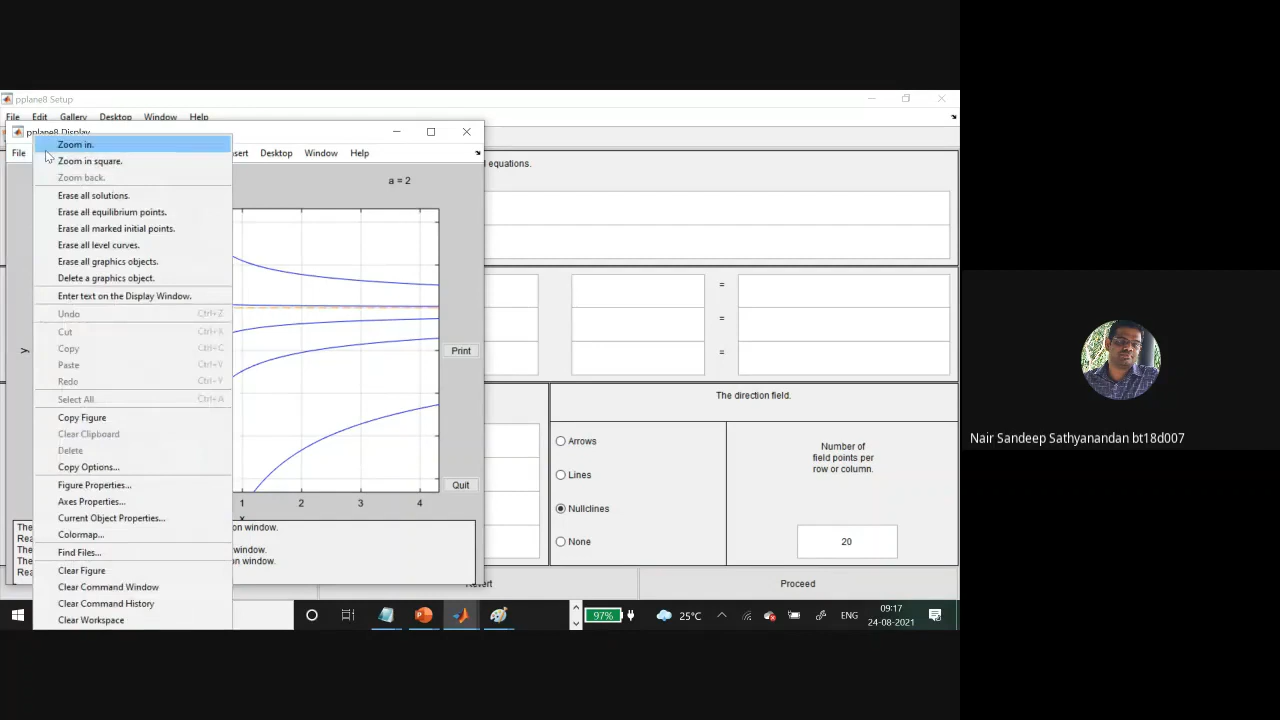 pplane8 Setup
File Edit Gallery Desktop Window Help
pplane8 Display
File
Help
Desktop
Window
equations.
Zoom in.
Zoom in square.
Zoom back.
Erase all solutions.
Erase all equilibrium points.
Erase all marked initial points.
Erase all level curves.
Erase all graphics objects.
Delete a graphics object.
Enter text on the Display Window.
Undo Ctrl+Z
Cut Ctrl+X
Copy Ctrl+C
Paste Ctrl+V
Redo Ctrl+Y
Select All Ctrl+A
Copy Figure
Clear Clipboard
Delete
Copy Options...
Figure Properties...
Axes Properties...
Current Object Properties...
Colormap...
Find Files...
Clear Figure
Clear Command Window
Clear Command History
Clear Workspace
a = 2
y
1 2 3 4
x
Print
Quit
The
on window.
The
window.
The
on window.
=
=
=
The direction field.
Arrows
Lines
Nullclines
None
Number of
field points per
row or column.
20
Revert
Proceed
97%
25°C
ENG
09:17
24-08-2021
Nair Sandeep Sathyanandan bt18d007